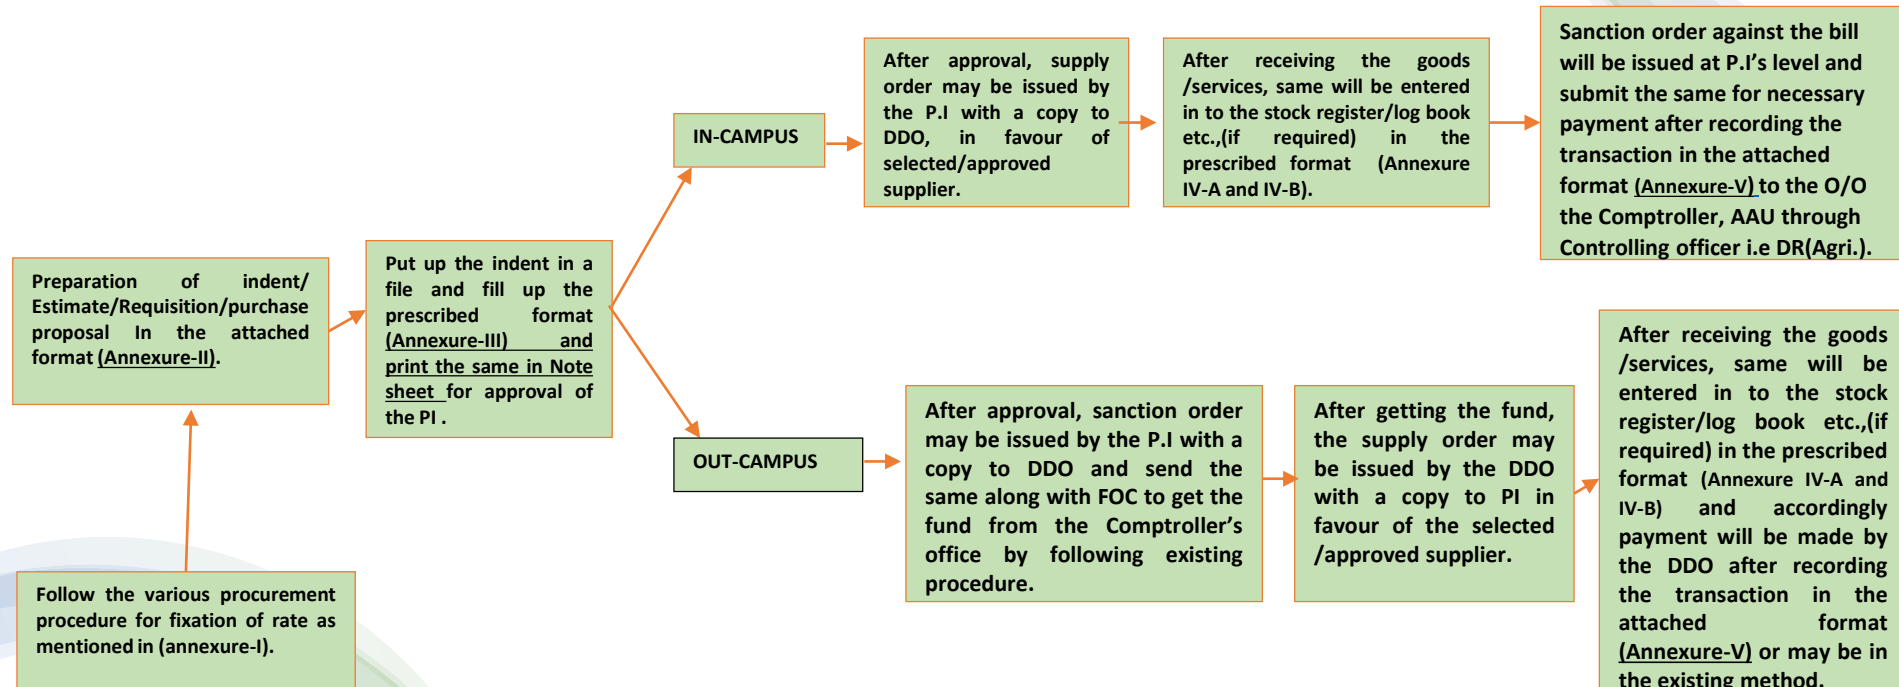 Follow the various procurement
procedure for fixation of rate as
mentioned in (annexure-I).
Preparation of indent/
Estimate/Requisition/purchase
proposal In the attached
format (Annexure-II).
Put up the indent in a
file and fill up the
prescribed format
(Annexure-III) and
print the same in Note
sheet for approval of
the PI .
IN-CAMPUS
After approval, supply
order may be issued by
the P.I with a copy to
DDO, in favour of
selected/approved
supplier.
After receiving the goods
/services, same will be entered
in to the stock register/log book
etc.,(if required) in the
prescribed format (Annexure
IV-A and IV-B).
Sanction order against the bill
will be issued at P.I's level and
submit the same for necessary
payment after recording the
transaction in the attached
format (Annexure-V) to the O/O
the Comptroller, AAU through
Controlling officer i.e DR(Agri.).
OUT-CAMPUS
After approval, sanction order
may be issued by the P.I with a
copy to DDO and send the
same along with FOC to get the
fund from the Comptroller's
office by following existing
procedure.
After getting the fund,
the supply order may
be issued by the DDO
with a copy to PI in
favour of the selected
/approved supplier.
After receiving the goods
/services, same will be
entered in to the stock
register/log book etc.,(if
required) in the prescribed
format (Annexure IV-A and
IV-B) and accordingly
payment will be made by
the DDO after recording
the transaction in the
attached format
(Annexure-V) or may be in
the existing method.